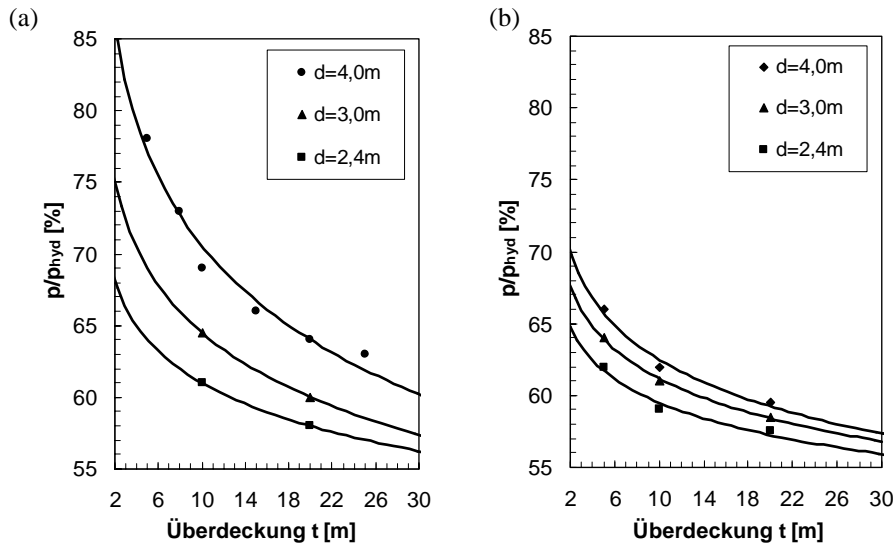 (a)
85
80
75
70
65
60
55
p/phyd [%]
2 6 10 14 18 22 26 30
Überdeckung t [m]
d=4,0m
d=3,0m
d=2,4m
(b)
85
80
75
70
65
60
55
p/phyd [%]
2 6 10 14 18 22 26 30
Überdeckung t [m]
d=4,0m
d=3,0m
d=2,4m